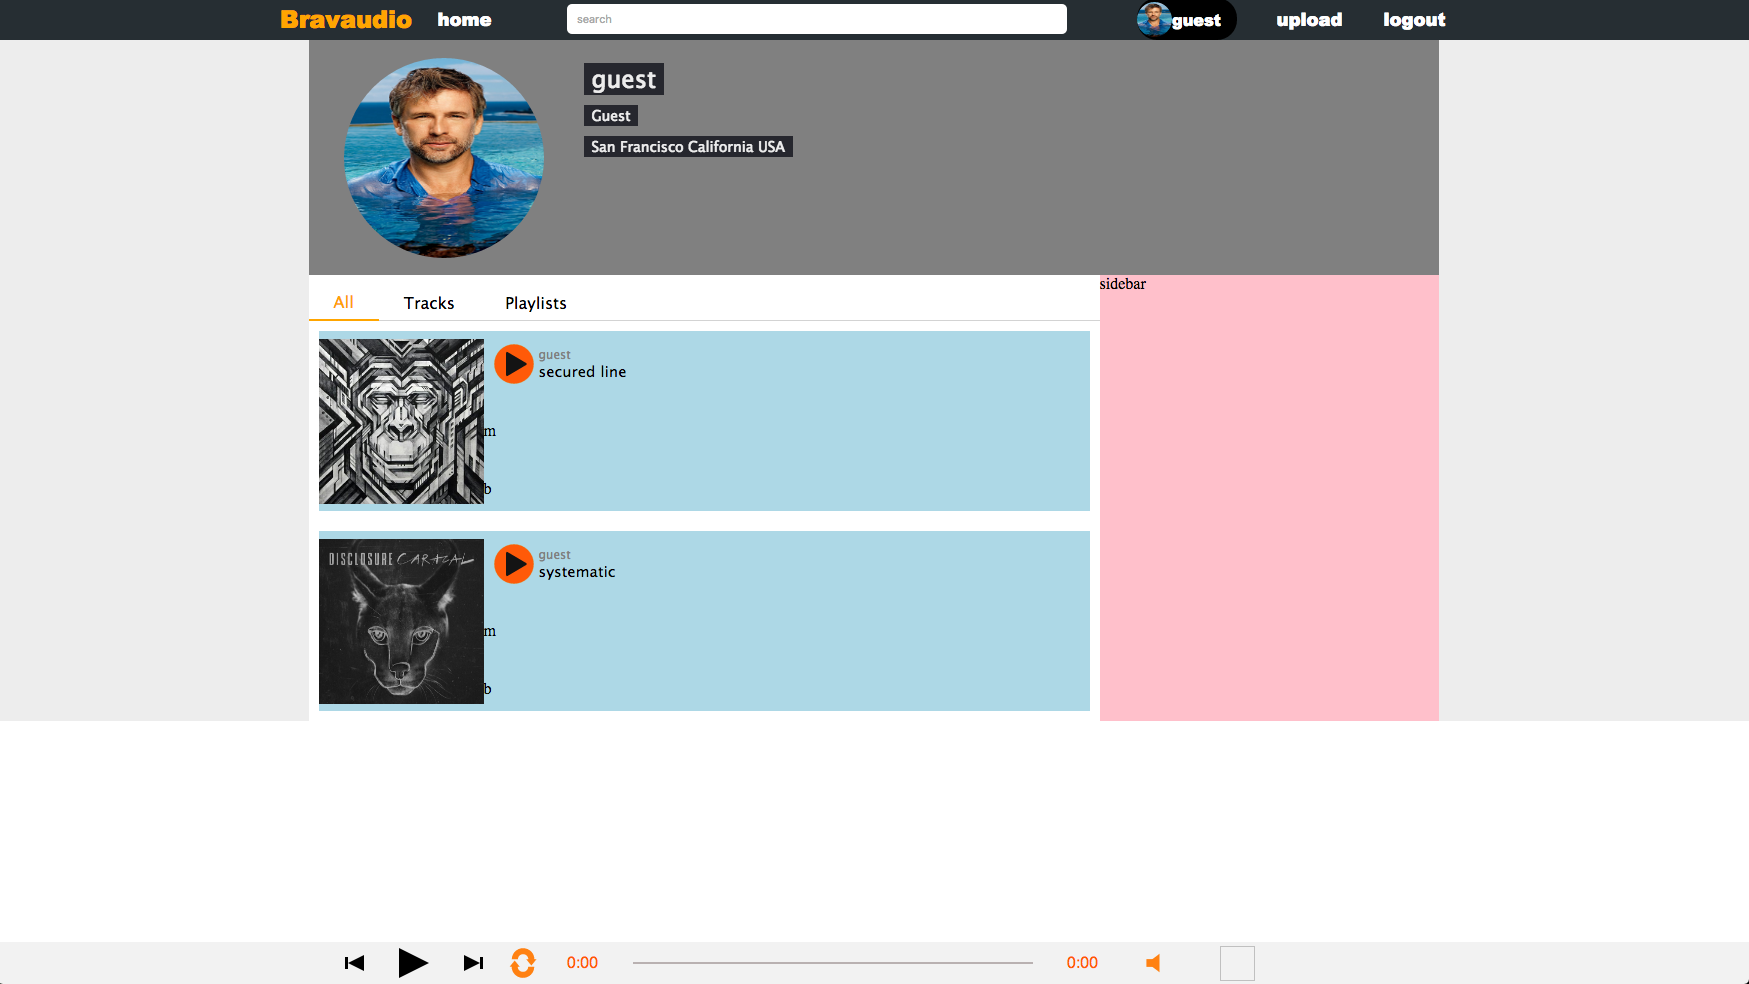 Bravaudio home search guest upload logout
guest
Guest
San Francisco California USA
All Tracks Playlists
sidebar
guest
secured line
m
b
DISCLOSURE CARACAL
guest
systematic
m
b
0:00 0:00